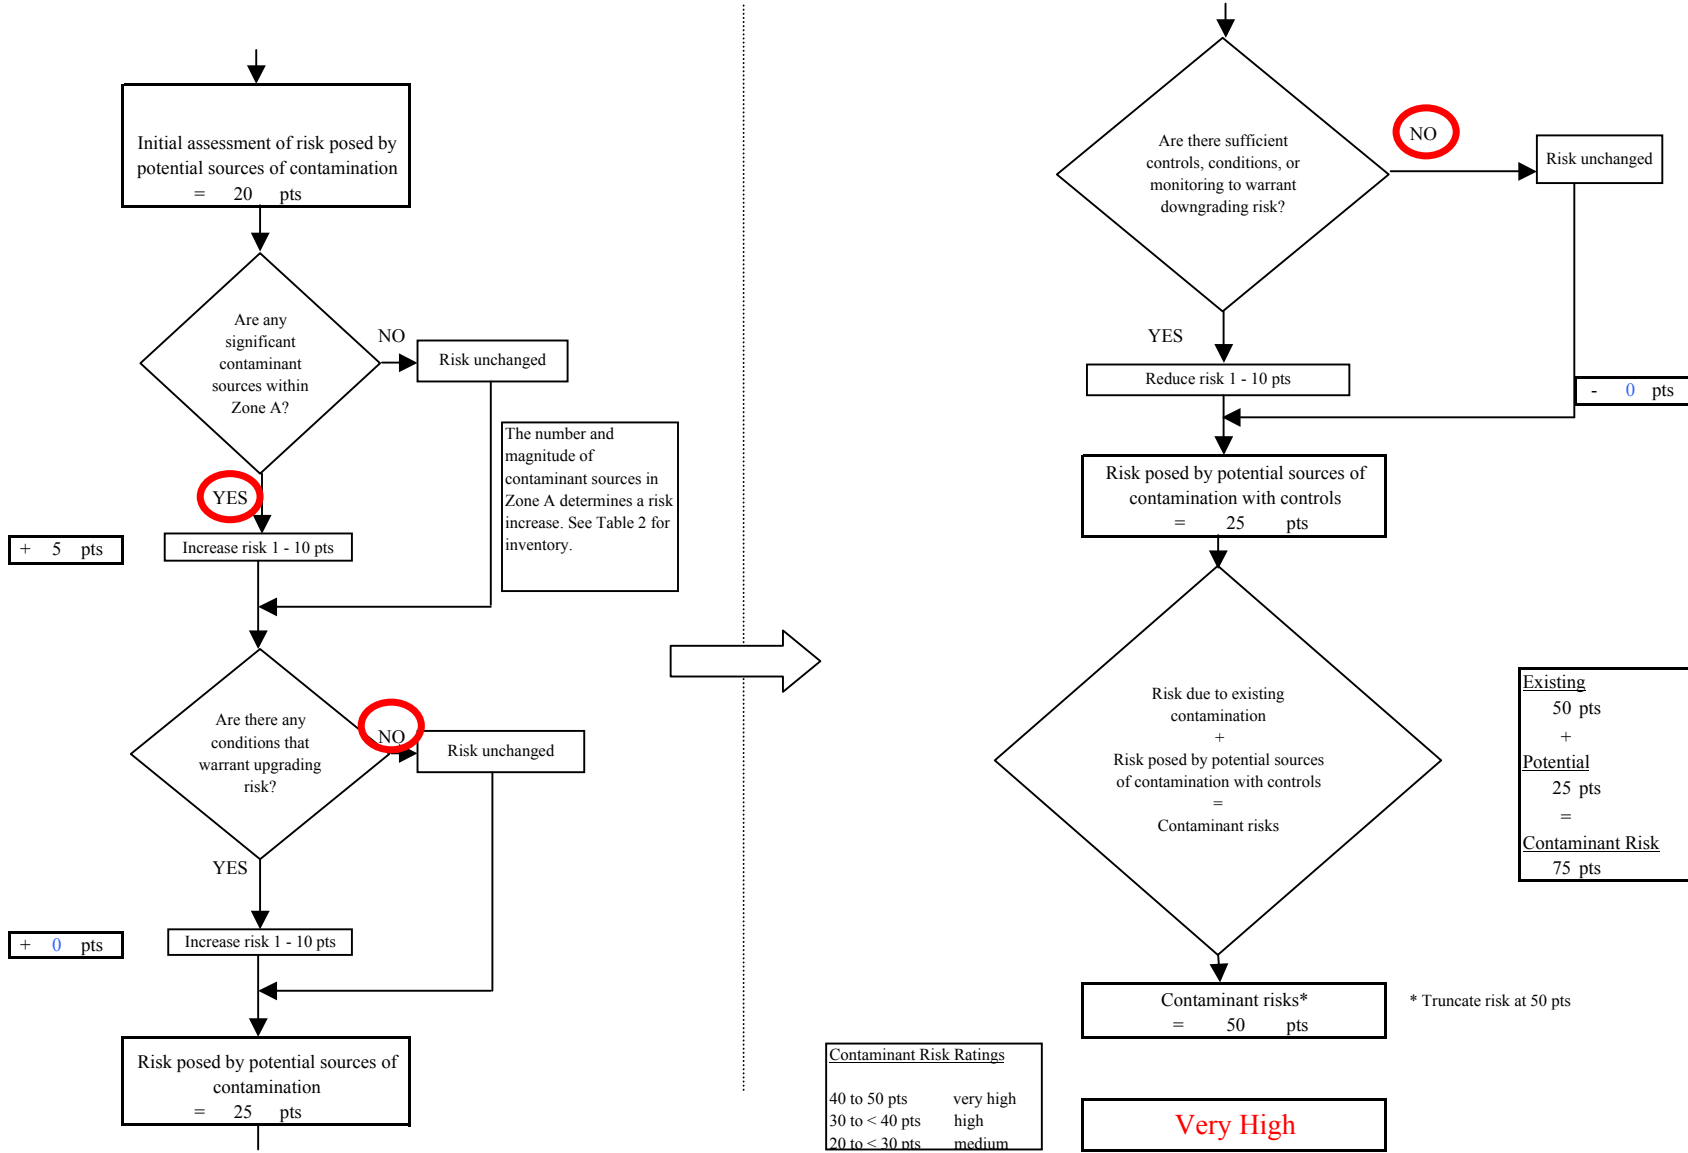 Initial assessment of risk posed by
potential sources of contamination
= 20 pts
Are any
significant
contaminant
sources within
Zone A?
NO
Risk unchanged
The number and
magnitude of
contaminant sources in
Zone A determines a risk
increase. See Table 2 for
inventory.
YES
+ 5 pts
Increase risk 1 - 10 pts
Are there any
conditions that
warrant upgrading
risk?
NO
Risk unchanged
YES
+ 0 pts
Increase risk 1 - 10 pts
Risk posed by potential sources of
contamination
= 25 pts
Are there sufficient
controls, conditions, or
monitoring to warrant
downgrading risk?
NO
Risk unchanged
YES
Reduce risk 1 - 10 pts
- 0 pts
Risk posed by potential sources of
contamination with controls
= 25 pts
Risk due to existing
contamination
+
Risk posed by potential sources
of contamination with controls
=
Contaminant risks
Existing
50 pts
+
Potential
25 pts
=
Contaminant Risk
75 pts
Contaminant risks*
= 50 pts
* Truncate risk at 50 pts
Contaminant Risk Ratings
40 to 50 pts very high
30 to < 40 pts high
20 to < 30 pts medium
Very High